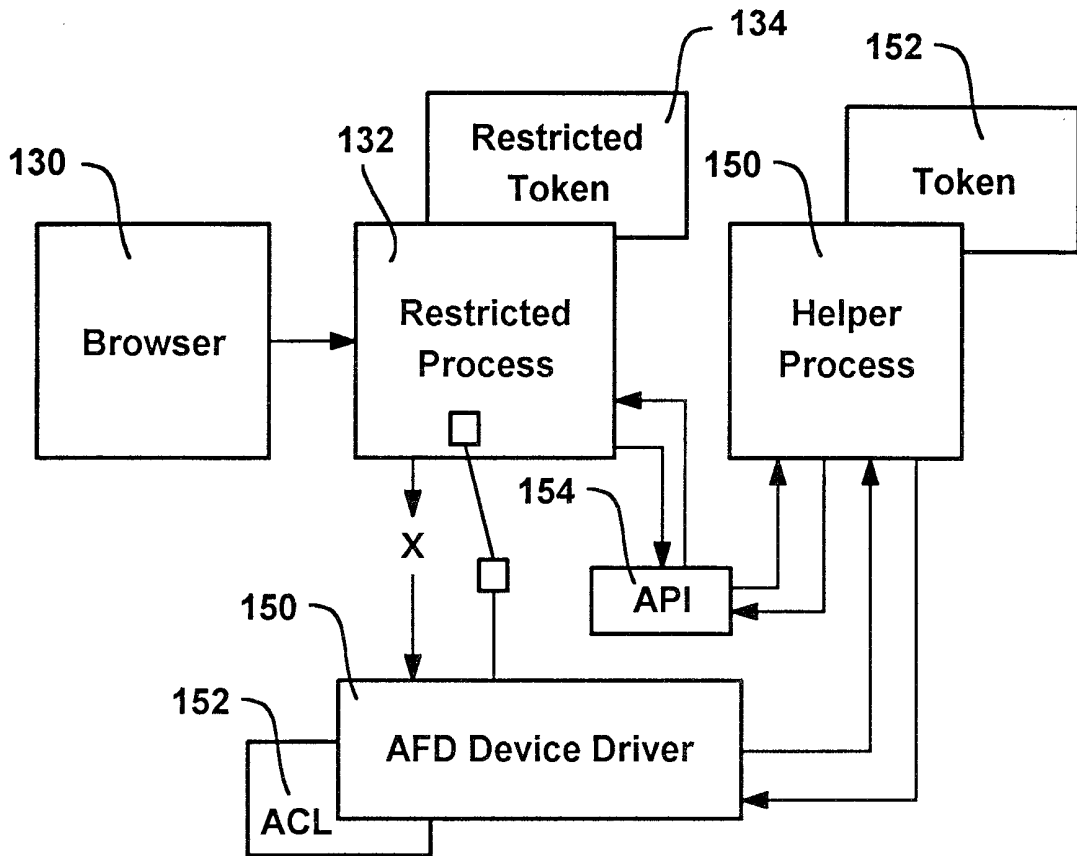 134
152
Restricted
Token
132
130
150
Token
Browser
Restricted
Process
Helper
Process
154
X
API
150
152
AFD Device Driver
ACL